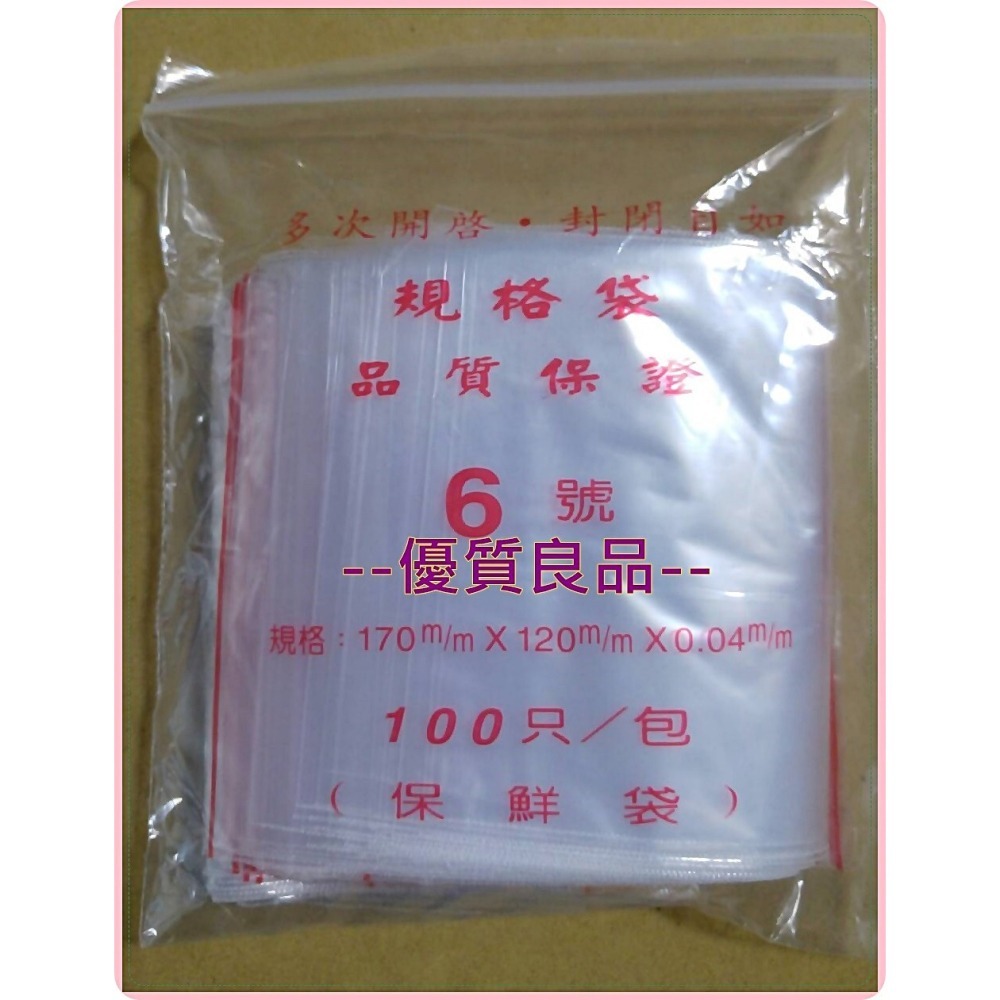 多次開啓・封閉自如
規格袋
品質保證
6號
--優質良品--
規格：170m/m X 120m/m X 0.04m/m
100只／包
（保鮮袋）